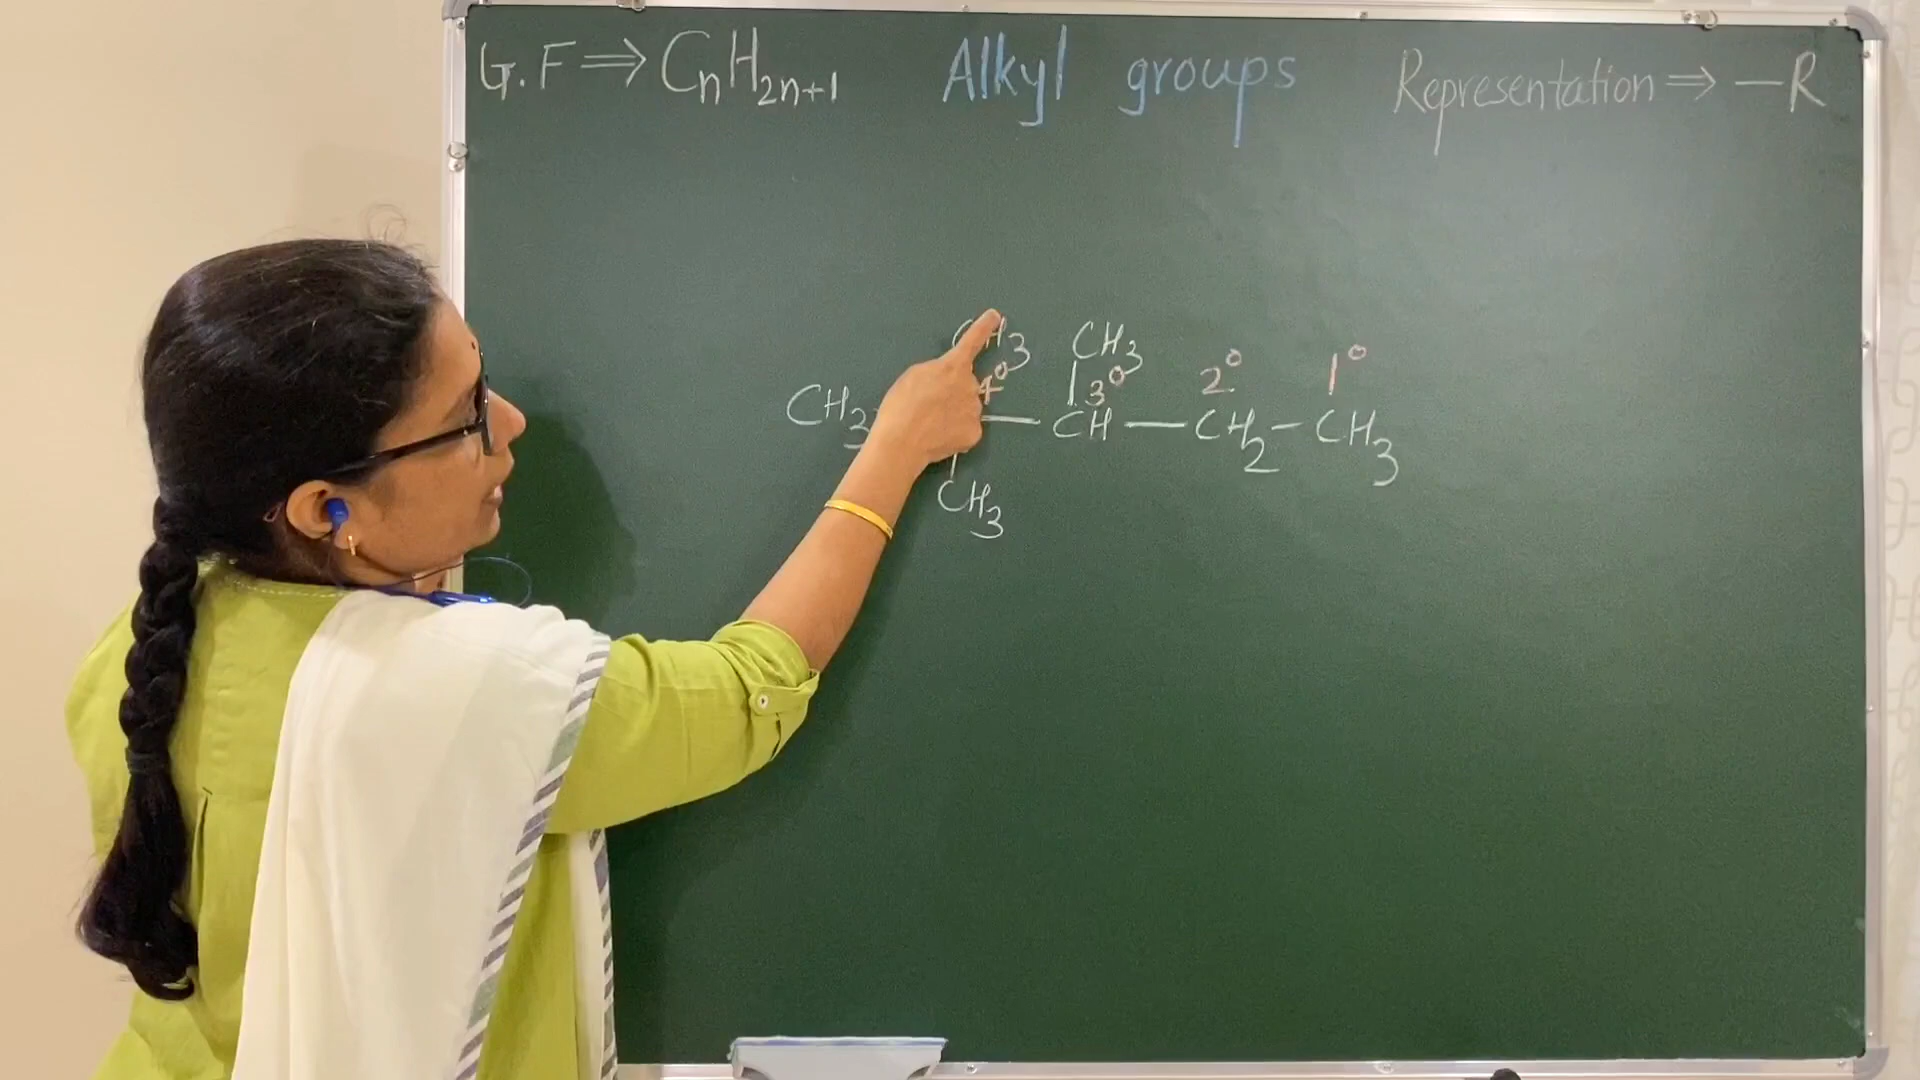 G.F ⇒ CnH2n+1 Alkyl groups Representation ⇒ –R
CH3 CH3
4° 3° 2° 1°
CH3 — CH — CH2 – CH3
CH3